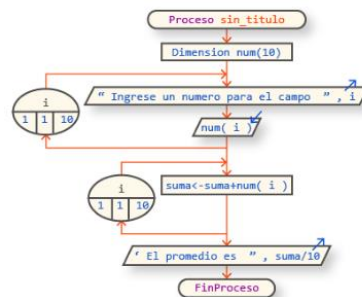 Proceso sin_titulo
Dimension num(10)
i
1 1 10
“ Ingrese un numero para el campo ” , i
num( i )
i
1 1 10
suma<-suma+num( i )
‘ El promedio es ” , suma/10
FinProceso